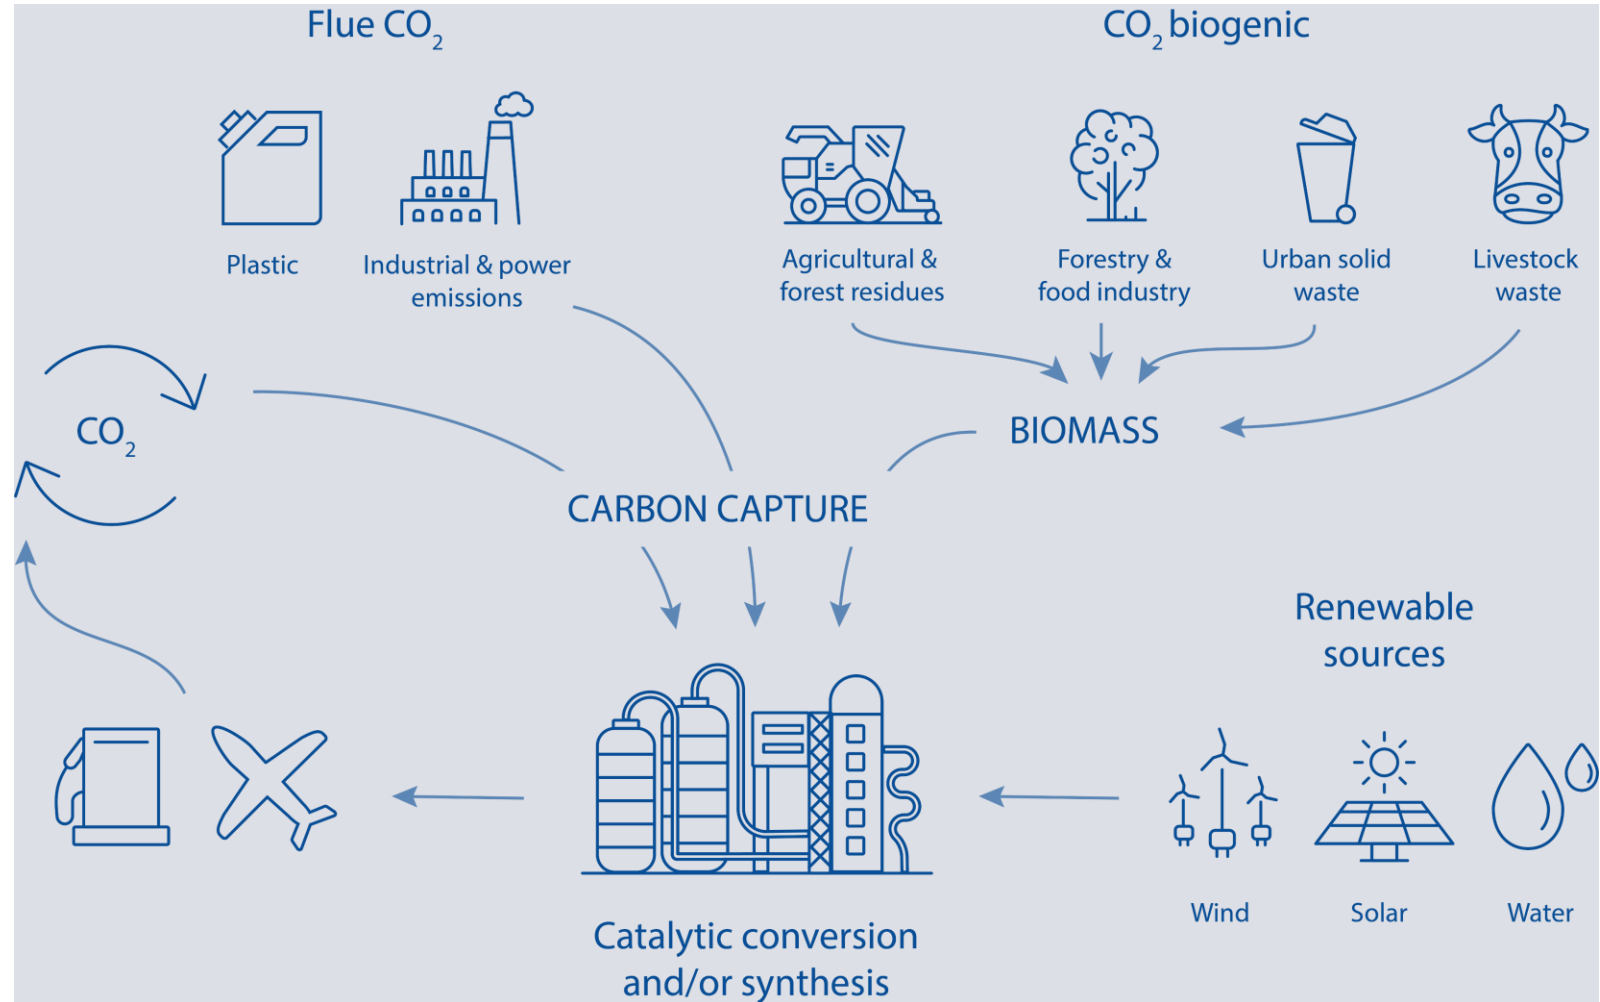 Flue CO₂
CO₂ biogenic
Plastic
Industrial & power
emissions
Agricultural &
forest residues
Forestry &
food industry
Urban solid
waste
Livestock
waste
CO₂
BIOMASS
CARBON CAPTURE
Renewable
sources
Wind
Solar
Water
Catalytic conversion
and/or synthesis